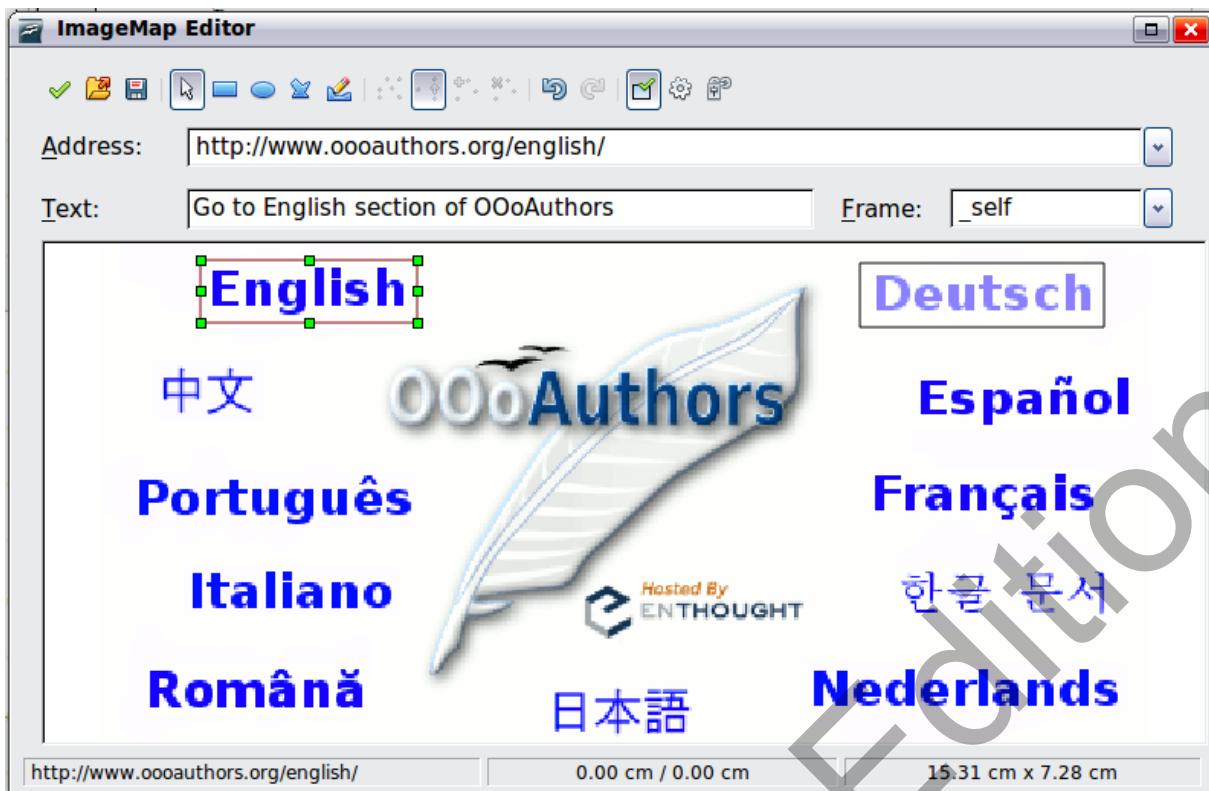 ImageMap Editor
Address: http://www.oooauthors.org/english/
Text: Go to English section of OOoAuthors Frame: _self
English Deutsch
中文 OOoAuthors Español
Português Français
Italiano Hosted By 한글 문서
ENTHOUGHT
Română 日本語 Nederlands
http://www.oooauthors.org/english/ 0.00 cm / 0.00 cm 15.31 cm x 7.28 cm
Edition